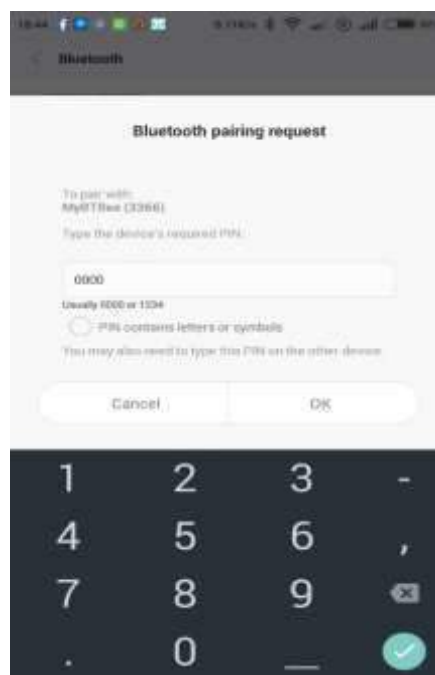 Bluetooth
Bluetooth pairing request
To pair with:
MyBTBee (3366)
Type the device's required PIN:
0000
Usually 0000 or 1234
PIN contains letters or symbols
You may also need to type this PIN on the other device.
Cancel OK
1 2 3 -
4 5 6 ,
7 8 9
. 0 _